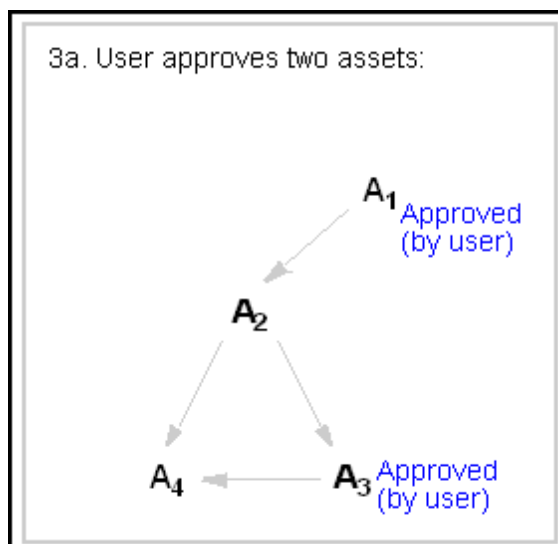 3a. User approves two assets:
A1
Approved
(by user)
A2
A4
A3
Approved
(by user)